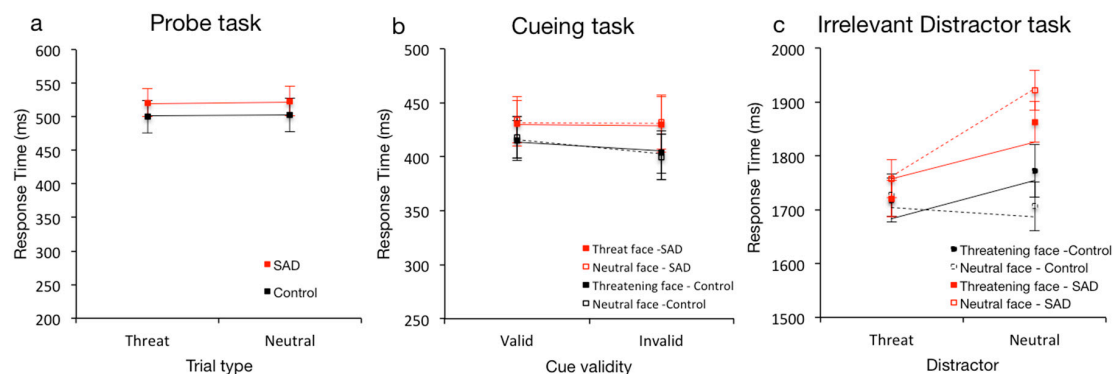 a Probe task
Response Time (ms)
600
550
500
450
400
350
300
250
200
SAD
Control
Threat Neutral
Trial type
b Cueing task
Response Time (ms)
500
450
400
350
300
250
Threat face -SAD
Neutral face - SAD
Threatening face - Control
Neutral face -Control
Valid Invalid
Cue validity
c Irrelevant Distractor task
Response Time (ms)
2000
1900
1800
1700
1600
1500
Threatening face -Control
Neutral face - Control
Threatening face - SAD
Neutral face - SAD
Threat Neutral
Distractor